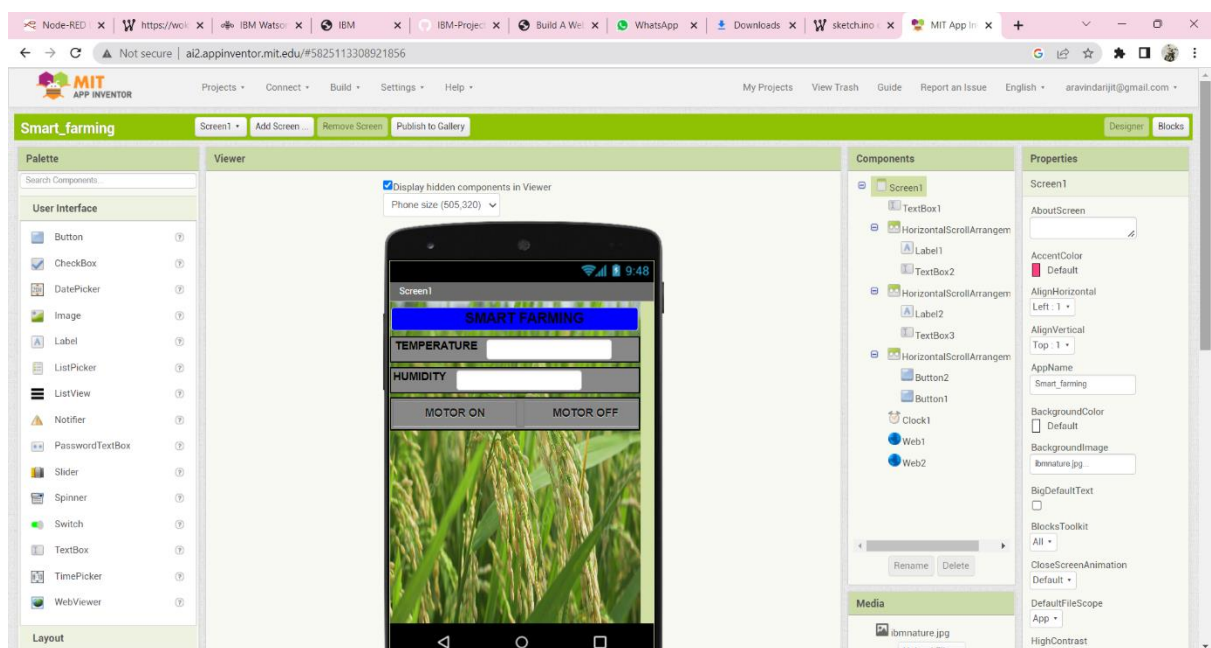 Node-RED
https://wok
IBM Watson
IBM
IBM-Projec
Build A Wel
WhatsApp
Downloads
sketch.ino
MIT App In
Not secure | ai2.appinventor.mit.edu/#5825113308921856
MIT
APP INVENTOR
Projects Connect Build Settings Help My Projects View Trash Guide Report an Issue English aravindarijit@gmail.com
Smart_farming Screen1 Add Screen ... Remove Screen Publish to Gallery Designer Blocks
Palette
Search Components...
User Interface
Button
CheckBox
DatePicker
Image
Label
ListPicker
ListView
Notifier
PasswordTextBox
Slider
Spinner
Switch
TextBox
TimePicker
WebViewer
Layout
Viewer
Display hidden components in Viewer
Phone size (505,320)
9:48
Screen1
SMART FARMING
TEMPERATURE
HUMIDITY
MOTOR ON MOTOR OFF
Components
Screen1
TextBox1
HorizontalScrollArrangem
Label1
TextBox2
HorizontalScrollArrangem
Label2
TextBox3
HorizontalScrollArrangem
Button2
Button1
Clock1
Web1
Web2
Rename Delete
Media
ibmnature.jpg
Properties
Screen1
AboutScreen
AccentColor
Default
AlignHorizontal
Left : 1
AlignVertical
Top : 1
AppName
Smart_farming
BackgroundColor
Default
BackgroundImage
ibmnature.jpg...
BigDefaultText
BlocksToolkit
All
CloseScreenAnimation
Default
DefaultFileScope
App
HighContrast